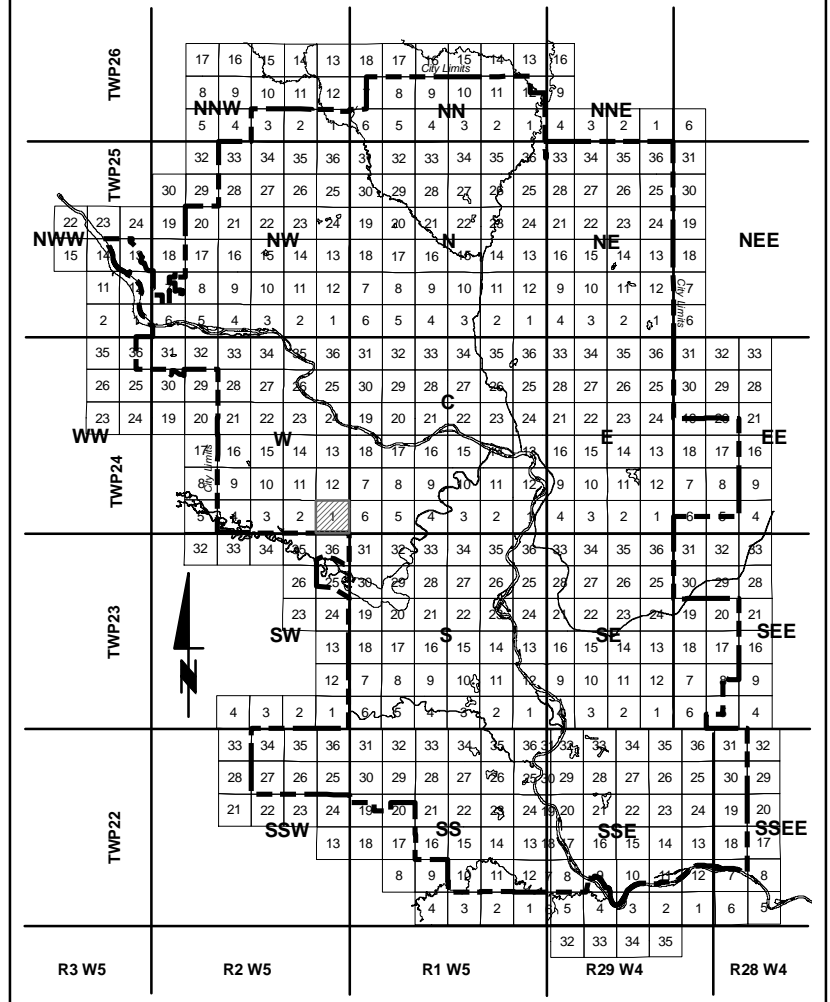 TWP26
17 16 15 14 13 18 17 16 15 14 13 16
City Limits
8 9 10 11 12 8 9 10 11 12 9
NNW NN NNE
5 4 3 2 1 6 5 4 3 2 1 4 3 2 1 6
TWP25
32 33 34 35 36 31 32 33 34 35 36 33 34 35 36 31
30 29 28 27 26 25 30 29 28 27 26 25 28 27 26 25 30
22 23 24 19 20 21 22 23 24 19 20 21 22 23 24 21 22 23 24 19
NWW NW N NE NEE
15 14 13 18 17 16 15 14 13 18 17 16 15 14 13 16 15 14 13 18
11 12 8 9 10 11 12 7 8 9 10 11 12 9 10 11 12 7
City Limits
2 1 6 5 4 3 2 1 6 5 4 3 2 1 4 3 2 1 6
TWP24
35 36 31 32 33 34 35 36 31 32 33 34 35 36 33 34 35 36 31 32 33
26 25 30 29 28 27 26 25 30 29 28 27 26 25 28 27 26 25 30 29 28
C
23 24 19 20 21 22 23 24 19 20 21 22 23 24 21 22 23 24 19 20 21
WW W E EE
17 16 15 14 13 18 17 16 15 14 13 16 15 14 13 18 17 16
City Limits
8 9 10 11 12 7 8 9 10 11 12 9 10 11 12 7 8 9
5 4 3 2 1 6 5 4 3 2 1 4 3 2 1 6 5 4
TWP23
32 33 34 35 36 31 32 33 34 35 36 33 34 35 36 31 32 33
26 25 30 29 28 27 26 25 28 27 26 25 30 29 28
23 24 19 20 21 22 23 24 21 22 23 24 19 20 21
SW S SE SEE
13 18 17 16 15 14 13 16 15 14 13 18 17 16
N
12 7 8 9 10 11 12 9 10 11 12 7 8 9
4 3 2 1 6 5 4 3 2 1 3 2 1 6 4
TWP22
33 34 35 36 31 32 33 34 35 36 31 32 33 34 35 36 31 32
28 27 26 25 30 29 28 27 26 25 30 29 28 27 26 25 30 29
21 22 23 24 19 20 21 22 23 24 19 20 21 22 23 24 19 20
SSW SS SSE SSEE
13 18 17 16 15 14 13 18 17 16 15 14 13 18 17
8 9 10 11 12 7 8 9 10 11 12 7 8
4 3 2 1 5 4 3 2 1 6 5
32 33 34 35
R3 W5 R2 W5 R1 W5 R29 W4 R28 W4